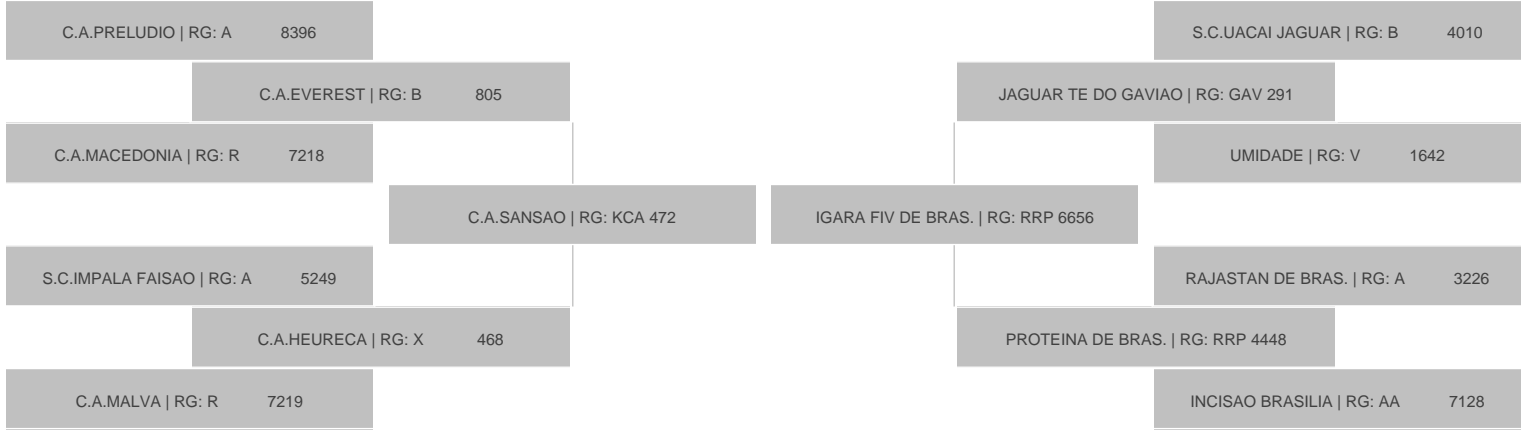 C.A.PRELUDIO | RG: A 8396
S.C.UACAI JAGUAR | RG: B 4010
C.A.EVEREST | RG: B 805
JAGUAR TE DO GAVIAO | RG: GAV 291
C.A.MACEDONIA | RG: R 7218
UMIDADE | RG: V 1642
C.A.SANSAO | RG: KCA 472
IGARA FIV DE BRAS. | RG: RRP 6656
S.C.IMPALA FAISAO | RG: A 5249
RAJASTAN DE BRAS. | RG: A 3226
C.A.HEURECA | RG: X 468
PROTEINA DE BRAS. | RG: RRP 4448
C.A.MALVA | RG: R 7219
INCISAO BRASILIA | RG: AA 7128